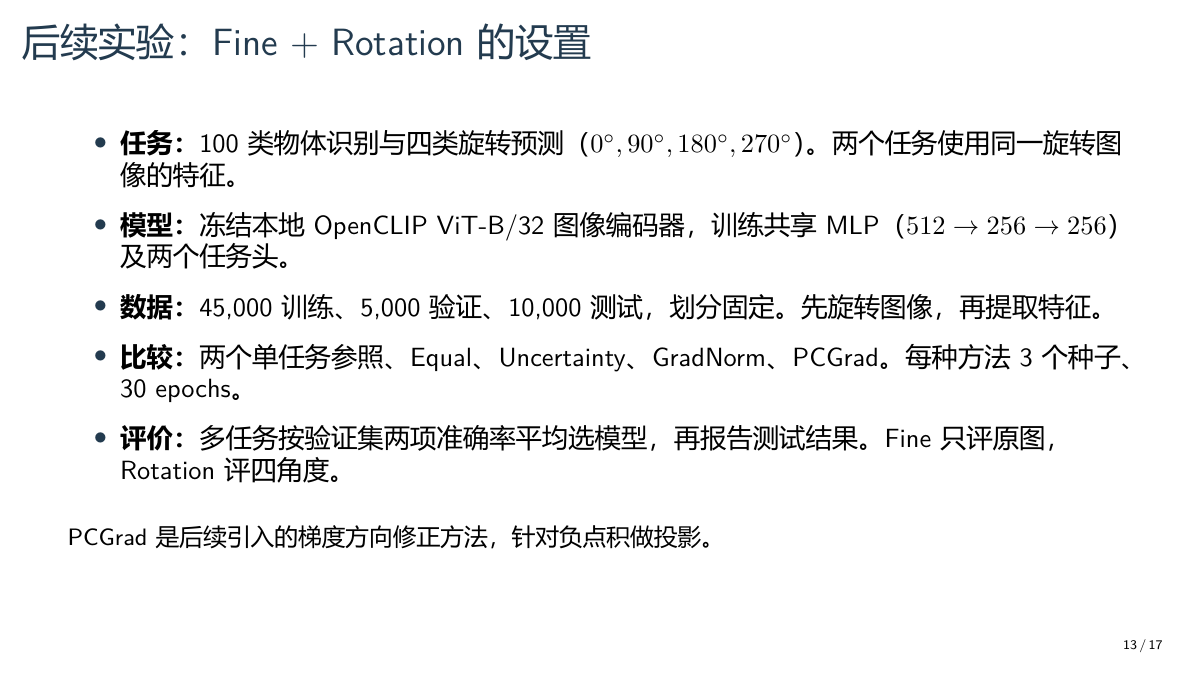 后续实验：Fine + Rotation 的设置
• 任务：100 类物体识别与四类旋转预测（0°, 90°, 180°, 270°）。两个任务使用同一旋转图
像的特征。
• 模型：冻结本地 OpenCLIP ViT-B/32 图像编码器，训练共享 MLP（512 → 256 → 256）
及两个任务头。
• 数据：45,000 训练、5,000 验证、10,000 测试，划分固定。先旋转图像，再提取特征。
• 比较：两个单任务参照、Equal、Uncertainty、GradNorm、PCGrad。每种方法 3 个种子、
30 epochs。
• 评价：多任务按验证集两项准确率平均选模型，再报告测试结果。Fine 只评原图，
Rotation 评四角度。
PCGrad 是后续引入的梯度方向修正方法，针对负点积做投影。
13 / 17